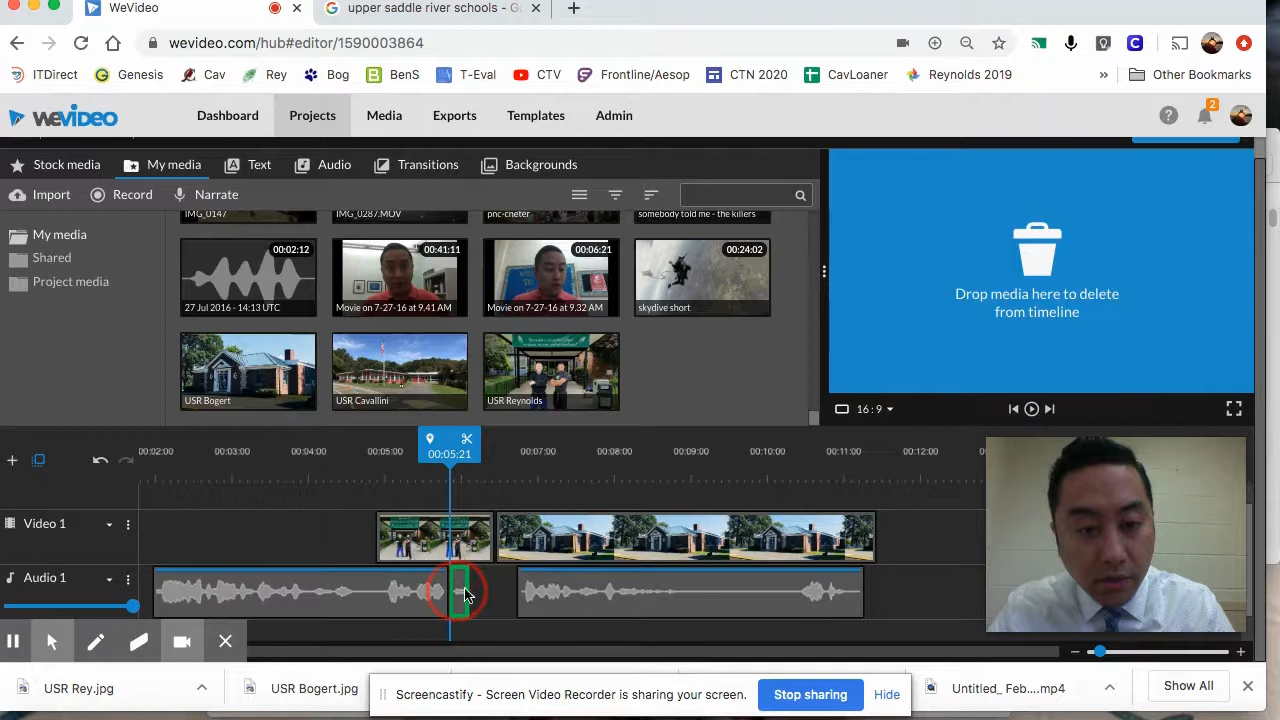 WeVideo
upper saddle river schools - G
wevideo.com/hub#editor/1590003864
ITDirect
Genesis
Cav
Rey
Bog
BenS
T-Eval
CTV
Frontline/Aesop
CTN 2020
CavLoaner
Reynolds 2019
»
Other Bookmarks
WEVIDEO
Dashboard
Projects
Media
Exports
Templates
Admin
2
Stock media
My media
Text
Audio
Transitions
Backgrounds
Import
Record
Narrate
My media
Shared
Project media
IMG_0147
IMG_0287.MOV
pnc-cneter
somebody told me - the killers
00:02:12
00:41:11
00:06:21
00:24:02
27 Jul 2016 - 14:13 UTC
Movie on 7-27-16 at 9.41 AM
Movie on 7-27-16 at 9.32 AM
skydive short
USR Bogert
USR Cavallini
USR Reynolds
Drop media here to delete
from timeline
16:9
00:02:00
00:03:00
00:04:00
00:05:00
00:05:21
00:07:00
00:08:00
00:09:00
00:10:00
00:11:00
00:12:00
Video 1
Audio 1
USR Rey.jpg
USR Bogert.jpg
Screencastify - Screen Video Recorder is sharing your screen.
Stop sharing
Hide
Untitled_ Feb....mp4
Show All